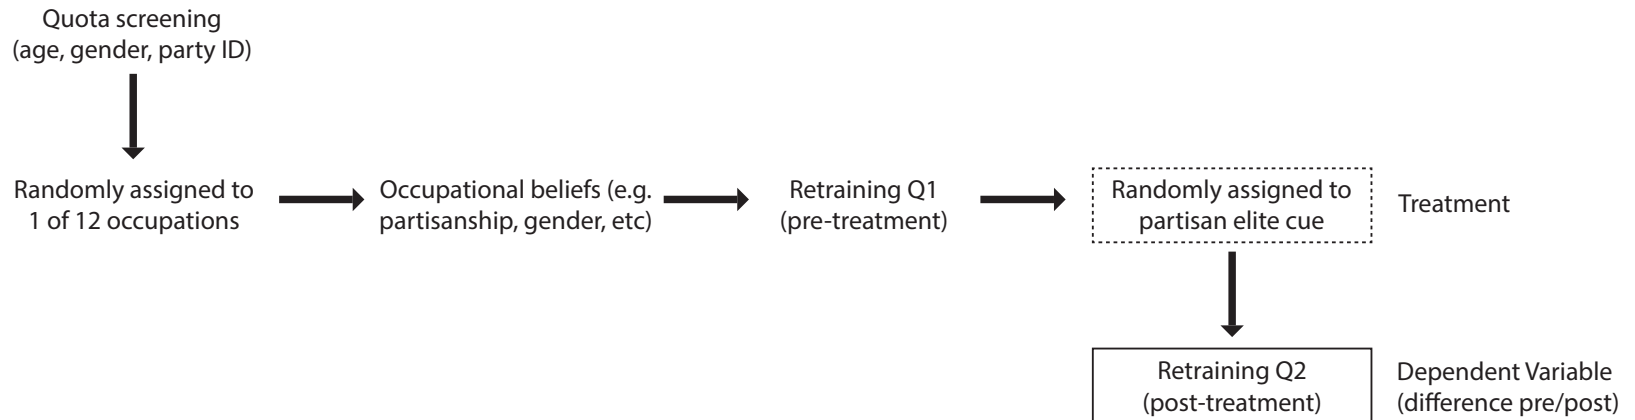 Quota screening
(age, gender, party ID)
Randomly assigned to
1 of 12 occupations
Occupational beliefs (e.g.
partisanship, gender, etc)
Retraining Q1
(pre-treatment)
Randomly assigned to
partisan elite cue
Treatment
Retraining Q2
(post-treatment)
Dependent Variable
(difference pre/post)